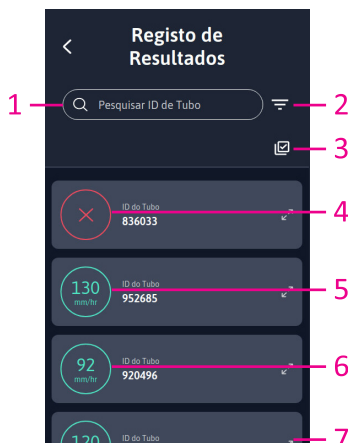 Registo de
Resultados
1
Pesquisar ID de Tubo
2
3
ID do Tubo
836033
4
130
mm/hr
ID do Tubo
952685
5
92
mm/hr
ID do Tubo
920496
6
120
ID do Tubo
7